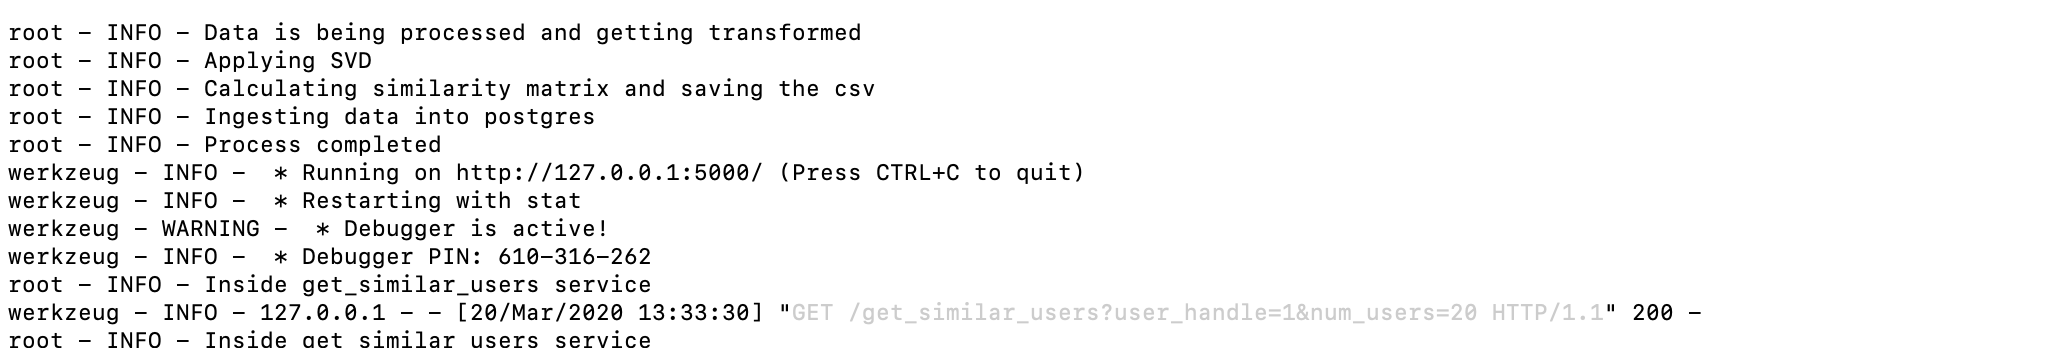 root - INFO - Data is being processed and getting transformed
root - INFO - Applying SVD
root - INFO - Calculating similarity matrix and saving the csv
root - INFO - Ingesting data into postgres
root - INFO - Process completed
werkzeug - INFO -  * Running on http://127.0.0.1:5000/ (Press CTRL+C to quit)
werkzeug - INFO -  * Restarting with stat
werkzeug - WARNING -  * Debugger is active!
werkzeug - INFO -  * Debugger PIN: 610-316-262
root - INFO - Inside get_similar_users service
werkzeug - INFO - 127.0.0.1 - - [20/Mar/2020 13:33:30] "GET /get_similar_users?user_handle=1&num_users=20 HTTP/1.1" 200 -
root - INFO - Inside get_similar_users service